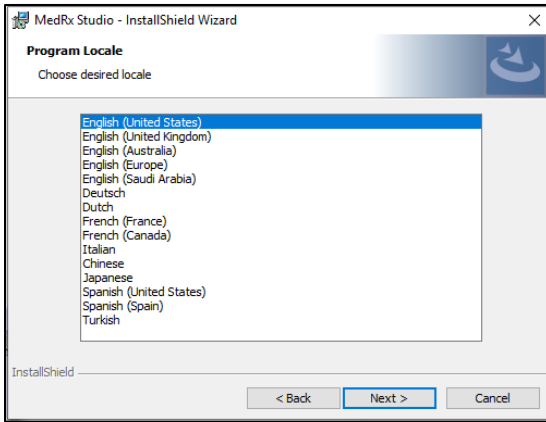 MedRx Studio - InstallShield Wizard
Program Locale
Choose desired locale
English (United States)
English (United Kingdom)
English (Australia)
English (Europe)
English (Saudi Arabia)
Deutsch
Dutch
French (France)
French (Canada)
Italian
Chinese
Japanese
Spanish (United States)
Spanish (Spain)
Turkish
InstallShield
< Back Next > Cancel